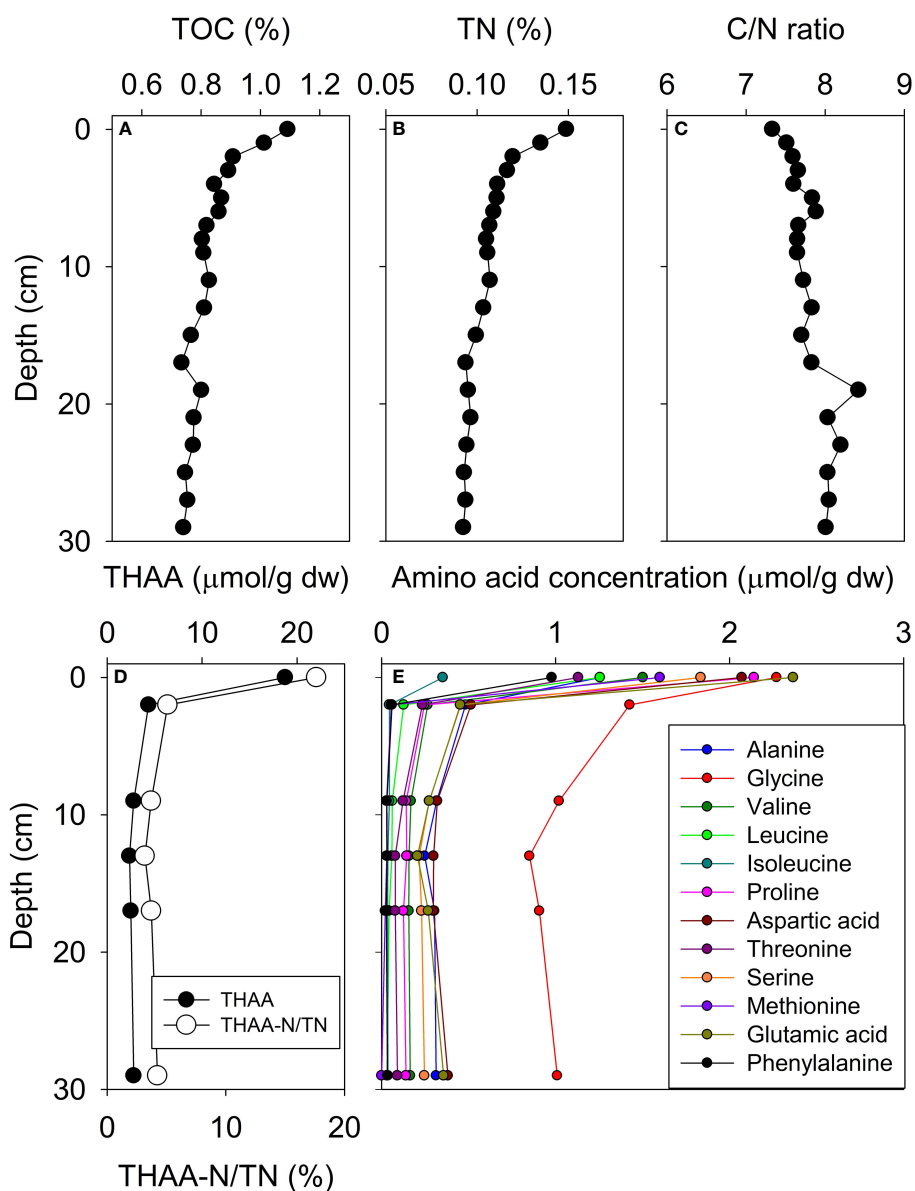 TOC (%) TN (%) C/N ratio
0.6 0.8 1.0 1.2 0.05 0.10 0.15 6 7 8 9
A B C
0
10
20
30
Depth (cm)
THAA (μmol/g dw) Amino acid concentration (μmol/g dw)
0 10 20 0 1 2 3
D E
0
10
20
30
Depth (cm)
THAA
THAA-N/TN
Alanine
Glycine
Valine
Leucine
Isoleucine
Proline
Aspartic acid
Threonine
Serine
Methionine
Glutamic acid
Phenylalanine
0 10 20
THAA-N/TN (%)